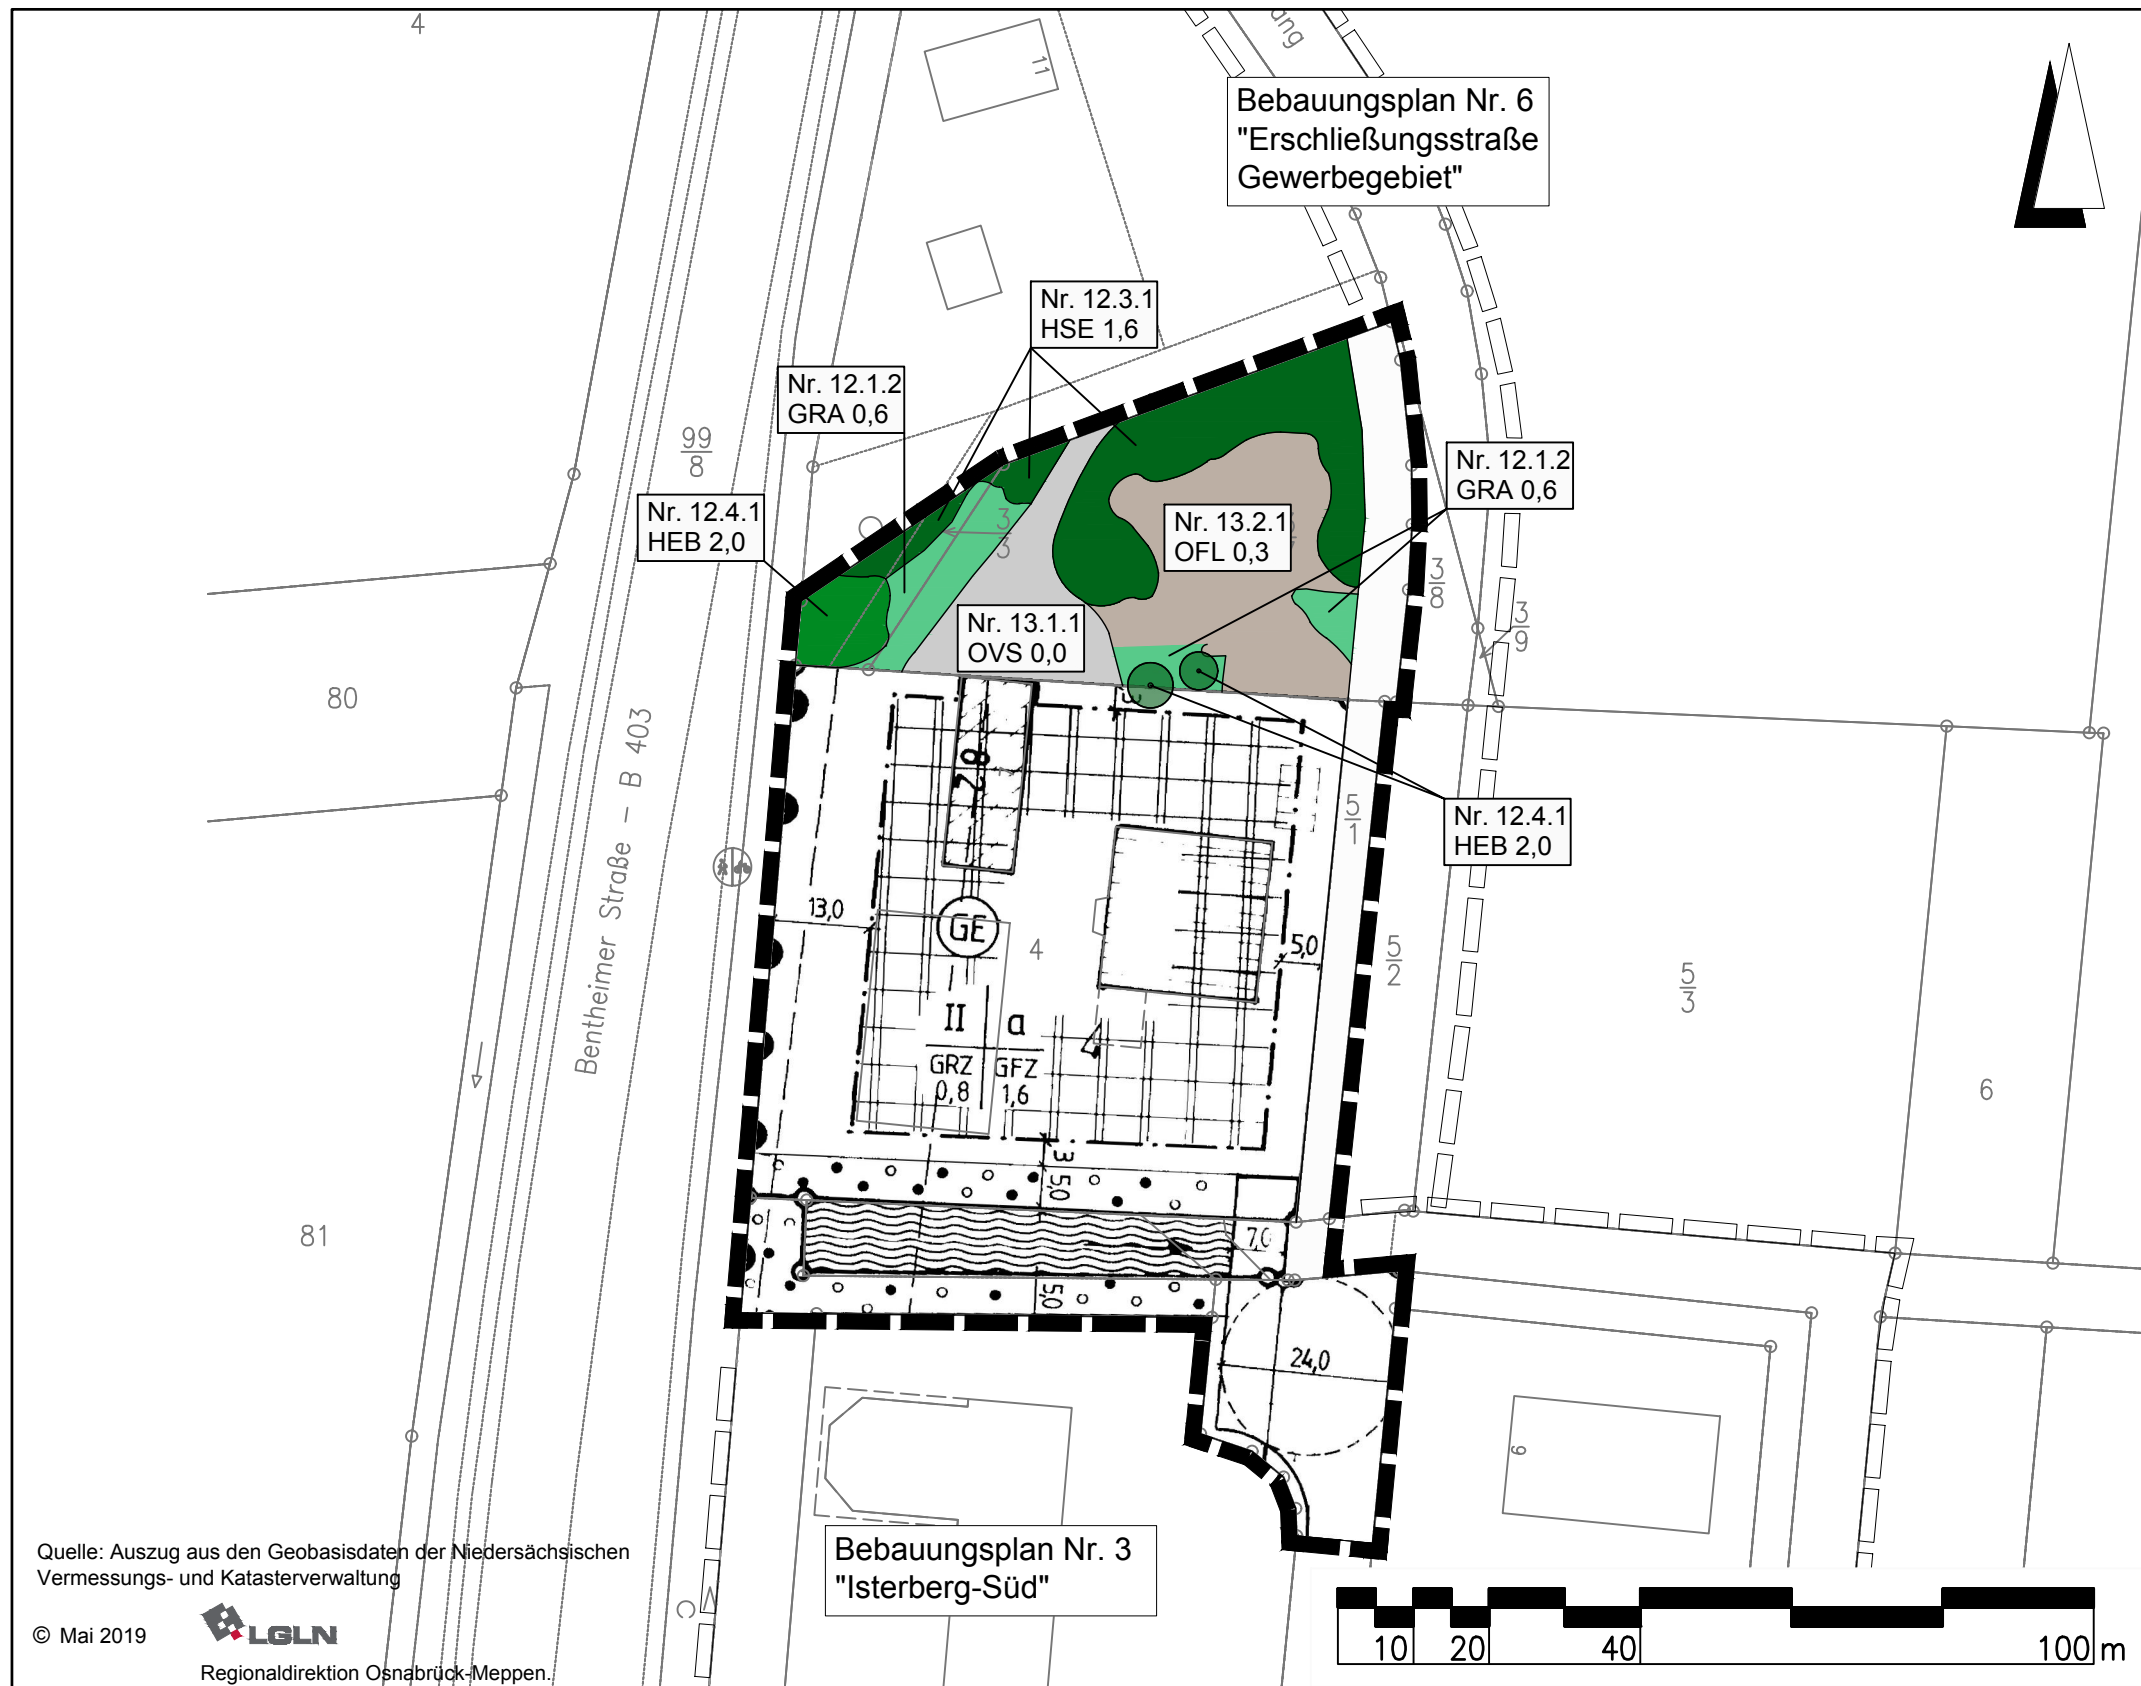 4
11
ang
Bebauungsplan Nr. 6
"Erschließungsstraße
Gewerbegebiet"
Nr. 12.3.1
HSE 1,6
Nr. 12.1.2
GRA 0,6
99
8
Nr. 12.4.1
HEB 2,0
3
3
Nr. 12.1.2
GRA 0,6
Nr. 13.2.1
OFL 0,3
3
8
3
9
Nr. 13.1.1
OVS 0,0
80
Bentheimer Straße - B 403
3
28
5
1
Nr. 12.4.1
HEB 2,0
13,0
GE
4
5,0
5
2
5
3
II
a
GRZ
0,8
GFZ
1,6
6
3
5,0
81
7,0
5,0
24,0
9
Bebauungsplan Nr. 3
"Isterberg-Süd"
Quelle: Auszug aus den Geobasisdaten der Niedersächsischen
Vermessungs- und Katasterverwaltung
© Mai 2019
LGLN
Regionaldirektion Osnabrück-Meppen.
10 20 40 100 m